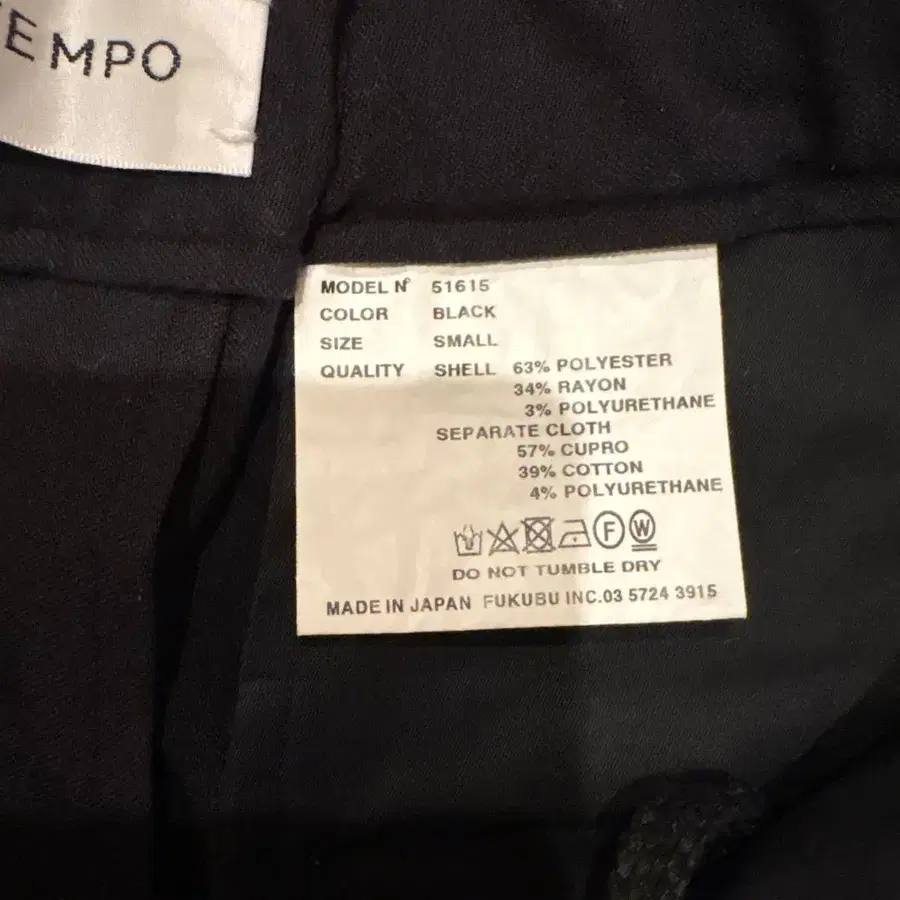 EMPO
MODEL Nº 51615
COLOR BLACK
SIZE SMALL
QUALITY SHELL 63% POLYESTER
34% RAYON
3% POLYURETHANE
SEPARATE CLOTH
57% CUPRO
39% COTTON
4% POLYURETHANE
F W
DO NOT TUMBLE DRY
MADE IN JAPAN FUKUBU INC.03 5724 3915